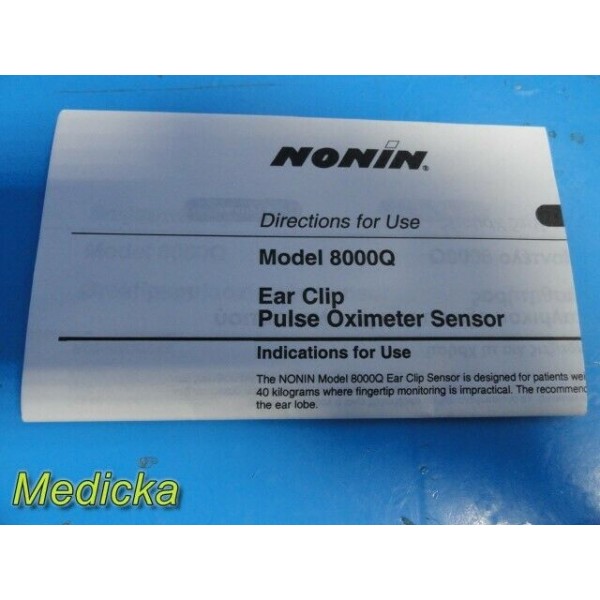 NONIN®
Directions for Use
Model 8000Q
Ear Clip
Pulse Oximeter Sensor
Indications for Use
The NONIN Model 8000Q Ear Clip Sensor is designed for patients wei
40 kilograms where fingertip monitoring is impractical. The recommend
the ear lobe.
Medicka